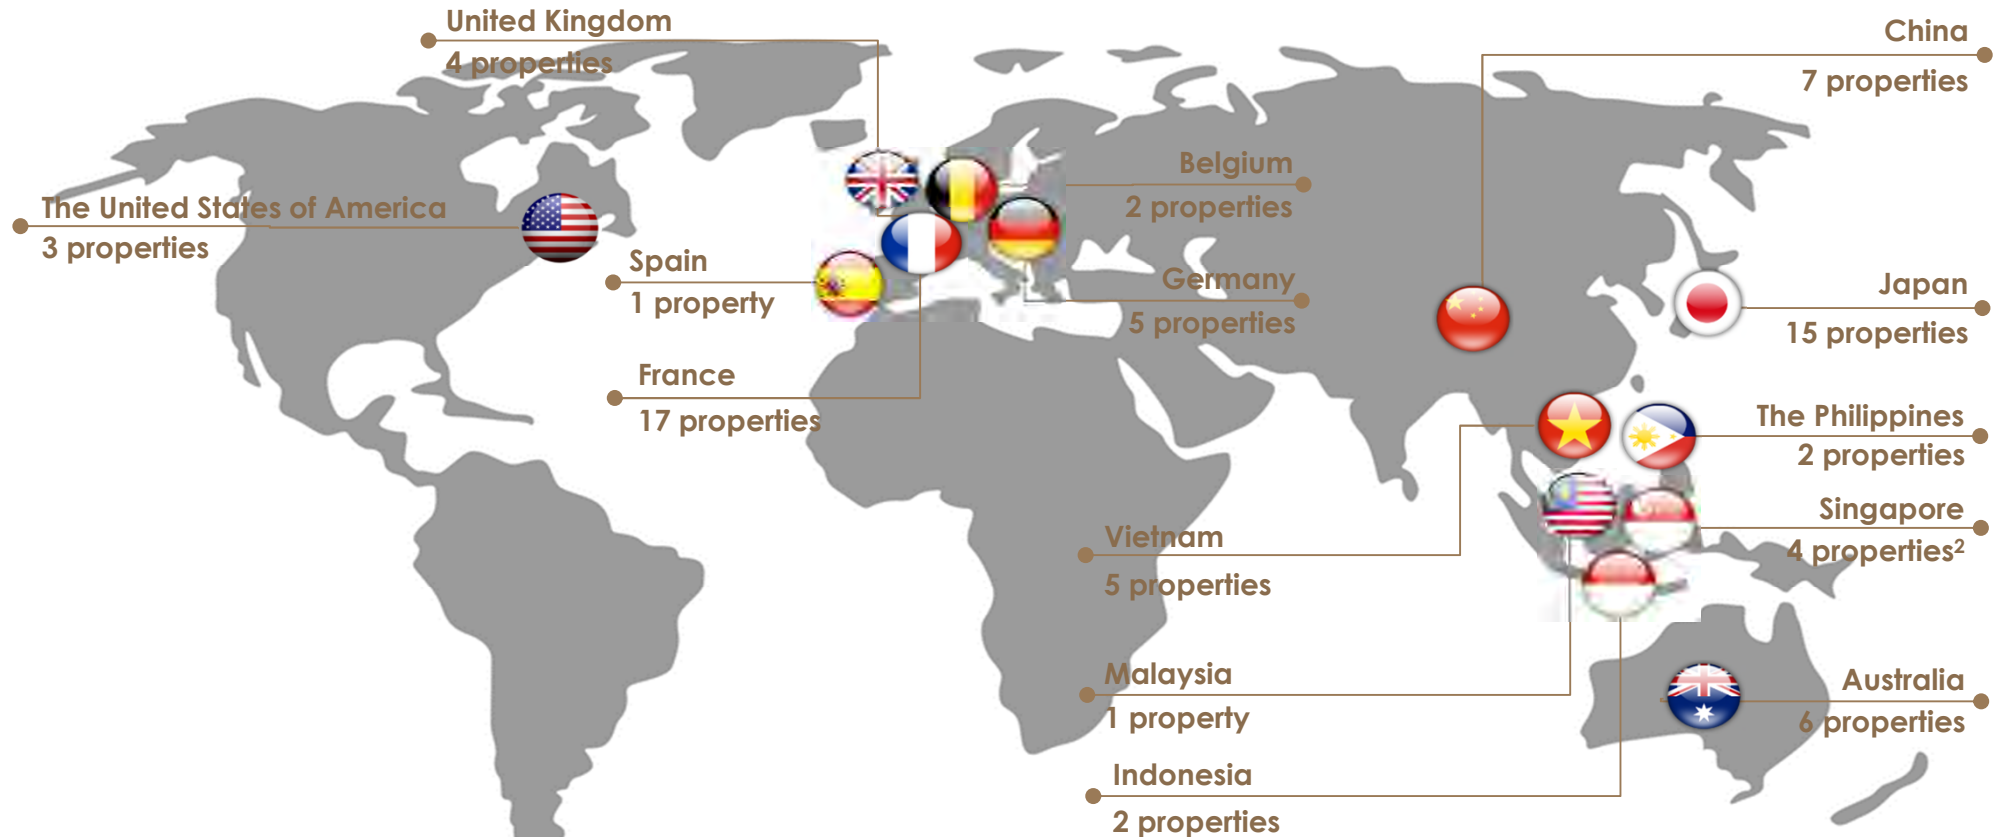 United Kingdom
4 properties
China
7 properties
Belgium
2 properties
The United States of America
3 properties
Spain
1 property
Germany
5 properties
Japan
15 properties
France
17 properties
The Philippines
2 properties
Singapore
4 properties²
Vietnam
5 properties
Malaysia
1 property
Australia
6 properties
Indonesia
2 properties